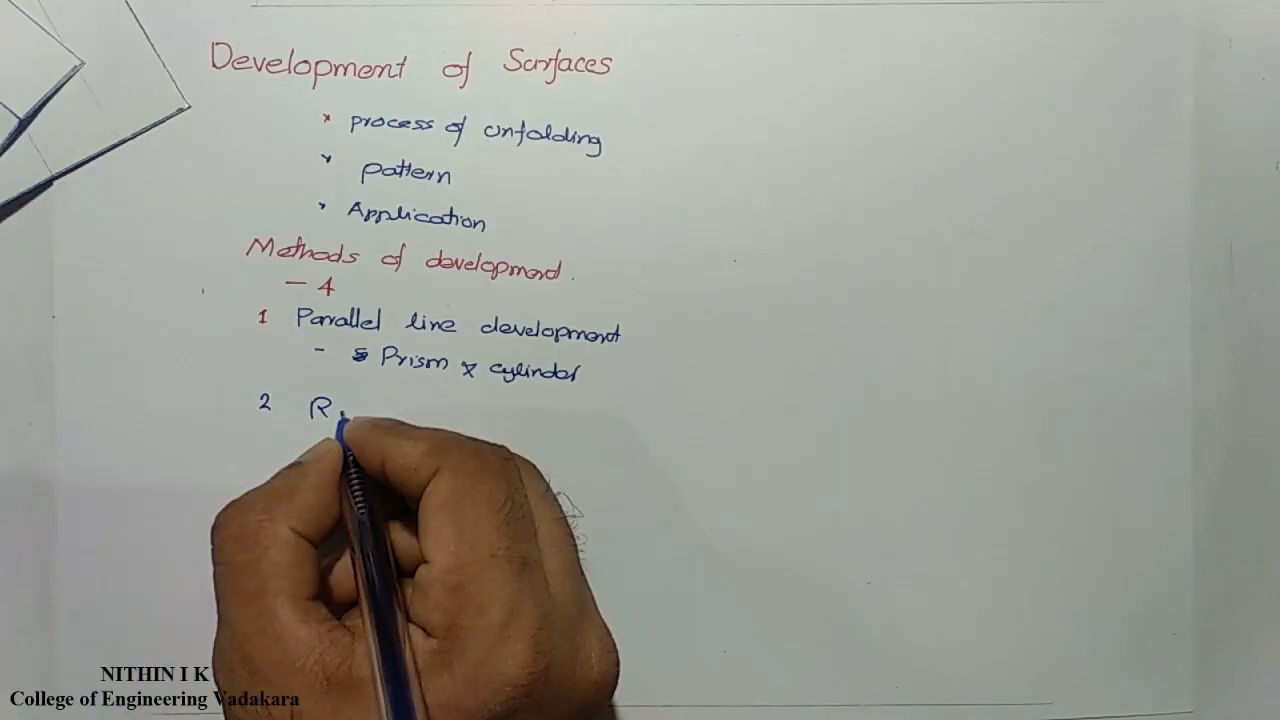 Development of Surfaces
* process of unfolding
* pattern
* Application
Methods of development.
- 4
1 Parallel line development
- Prism & cylinder
2 R
NITHIN I K
College of Engineering Vadakara